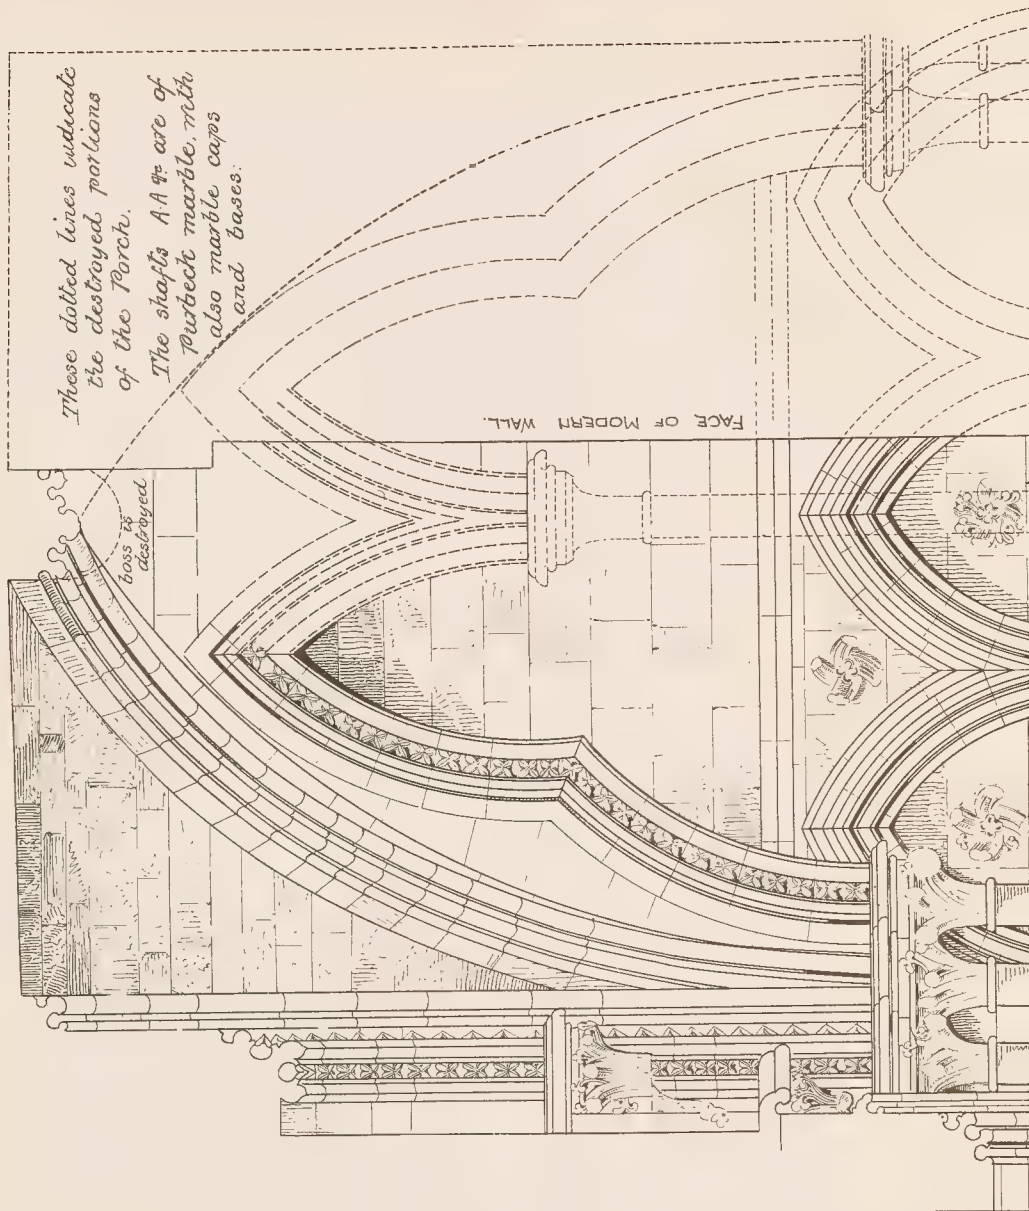 These dotted lines indicate
the destroyed portions
of the Porch.
The shafts A·A &c are of
Purbeck marble, with
also marble caps
and bases.
boss is
destroyed
FACE OF MODERN WALL.